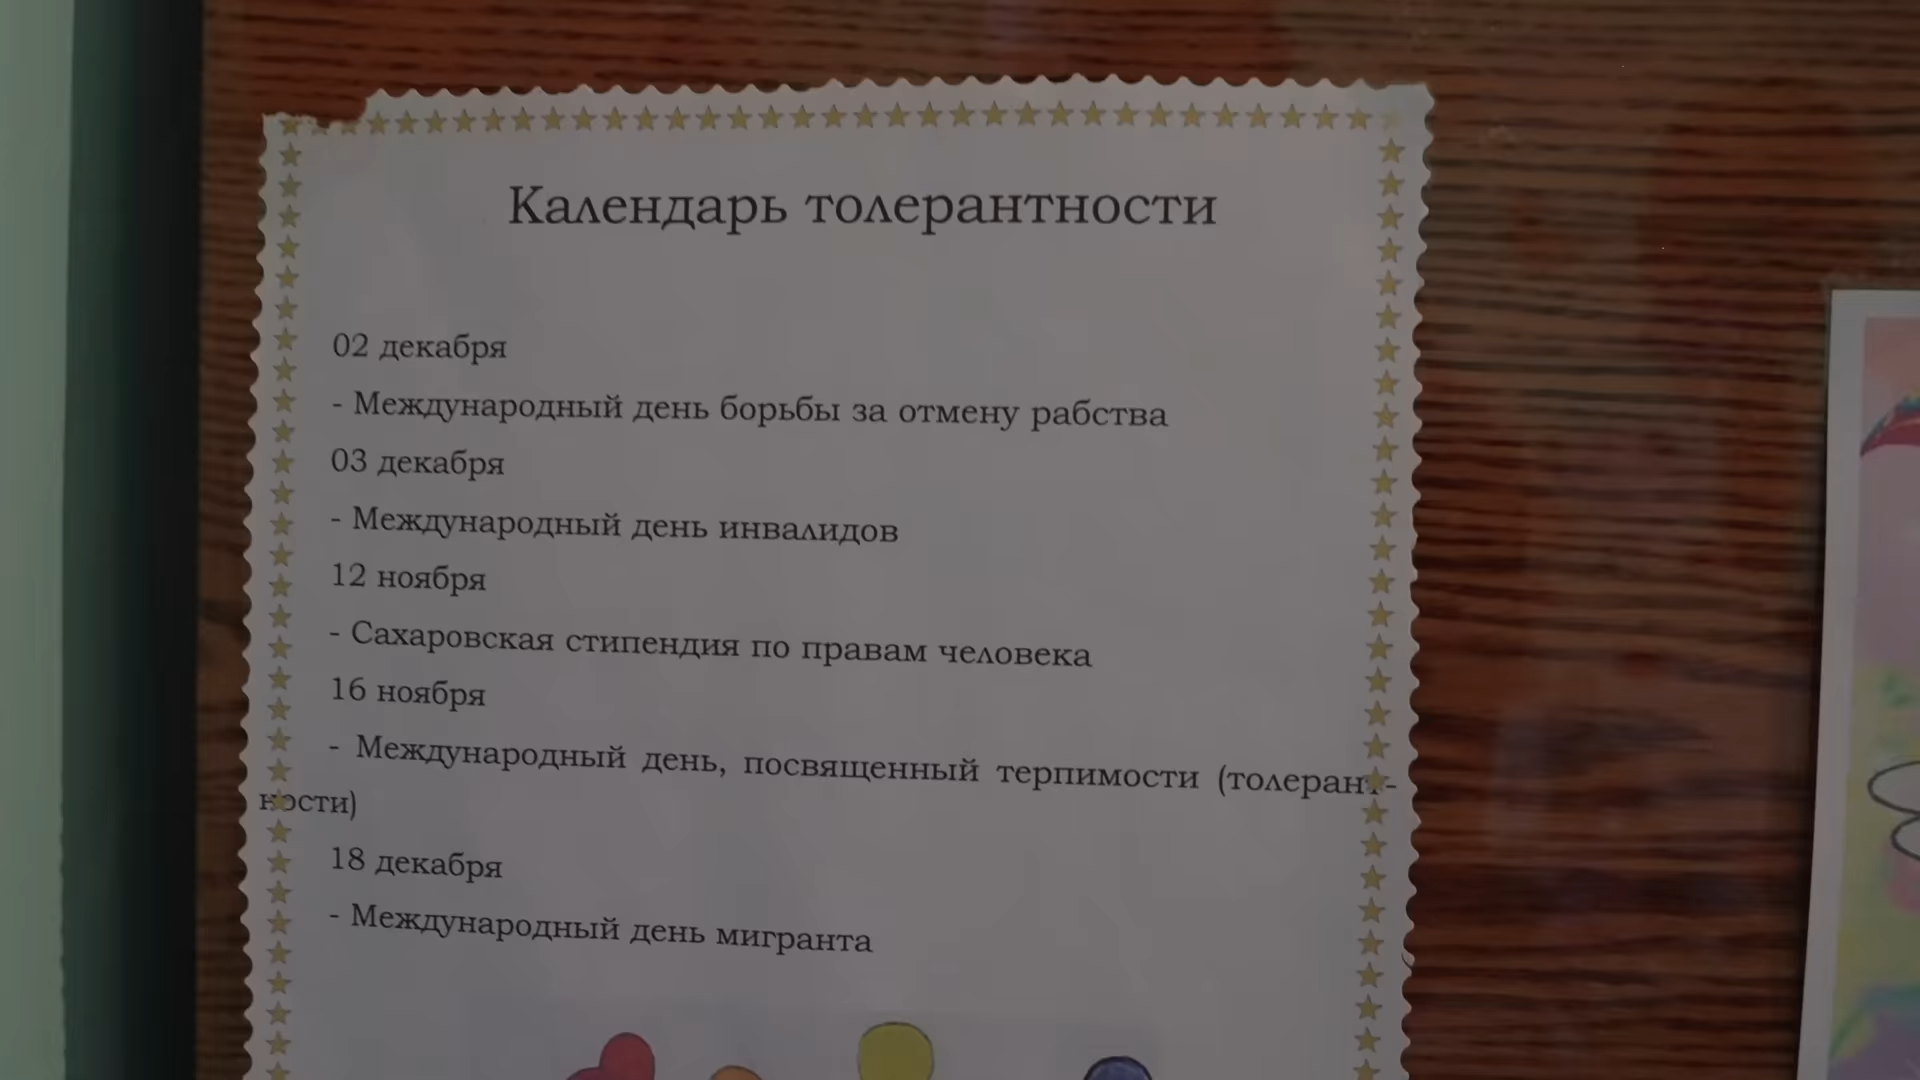 Календарь толерантности
02 декабря
- Международный день борьбы за отмену рабства
03 декабря
- Международный день инвалидов
12 ноября
- Сахаровская стипендия по правам человека
16 ноября
- Международный день, посвященный терпимости (толерант-
ности)
18 декабря
- Международный день мигранта